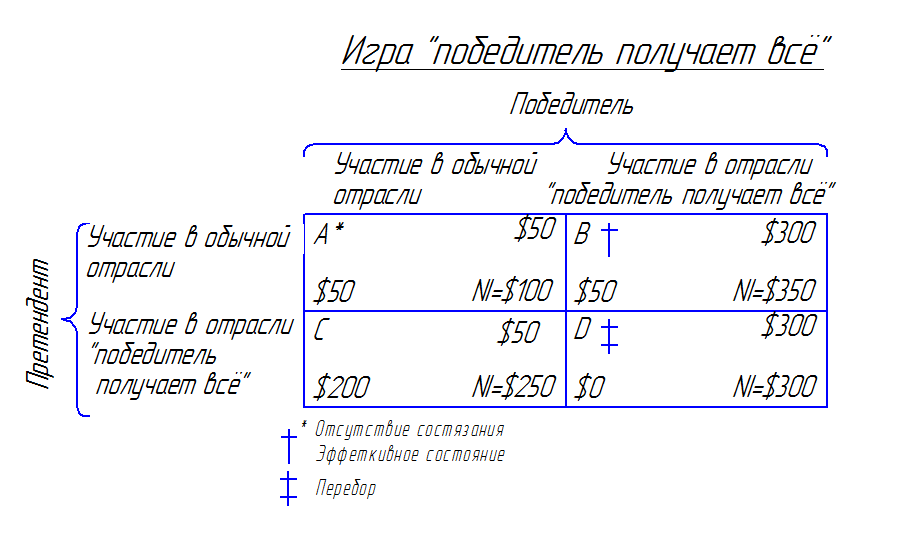 Игра "победитель получает всё"
Победитель
Участие в обычной
отрасли
Участие в отрасли
"победитель получает всё"
Претендент
Участие в обычной
отрасли
A *
$50
$50
NI=$100
B †
$300
$50
NI=$350
Участие в отрасли
"победитель
получает всё"
C
$50
$200
NI=$250
D ‡
$300
$0
NI=$300
* Отсутствие состязания
† Эффеткивное состояние
‡ Перебор